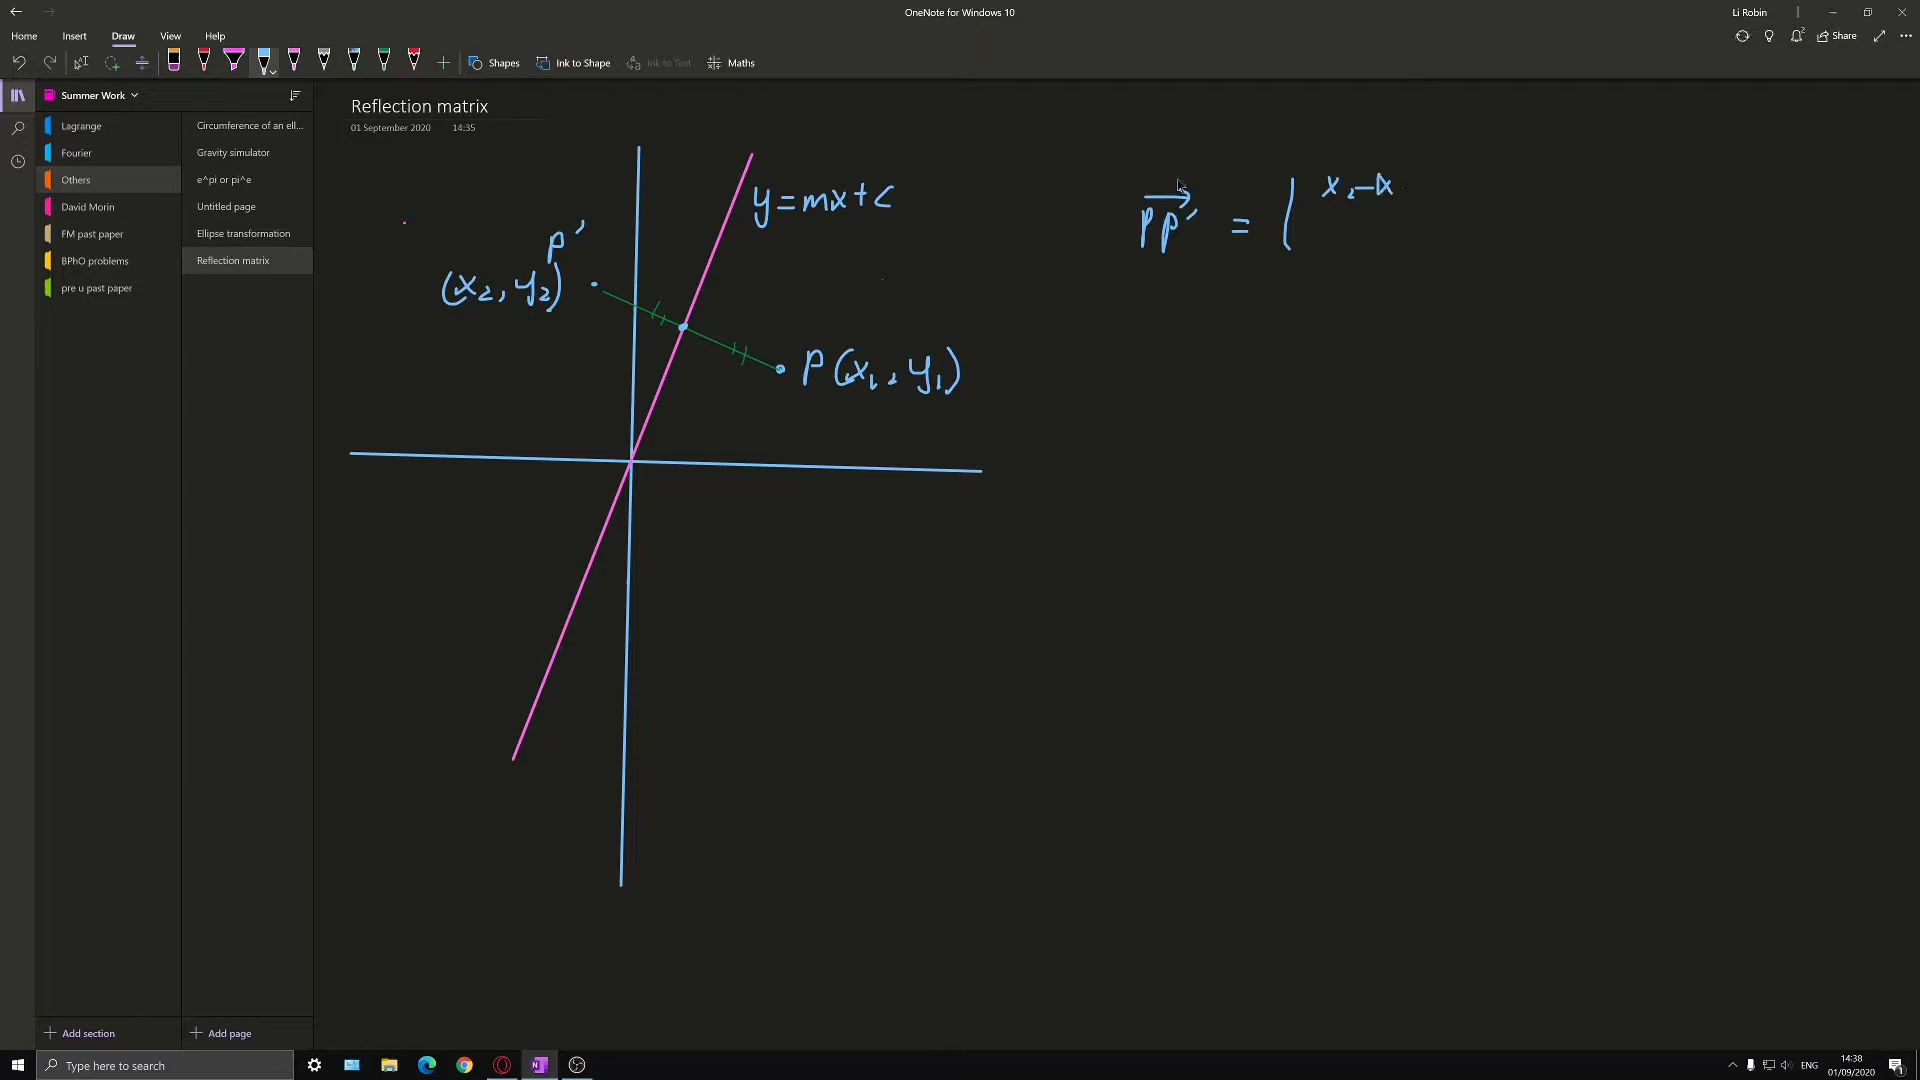 OneNote for Windows 10
Li Robin
Home Insert Draw View Help
Share
Shapes Ink to Shape Ink to Text Maths
Summer Work
Lagrange
Fourier
Others
David Morin
FM past paper
BPhO problems
pre u past paper
Circumference of an ell...
Gravity simulator
e^pi or pi^e
Untitled page
Ellipse transformation
Reflection matrix
Reflection matrix
01 September 2020 14:35
y = mx + c
P'
(x₂, y₂)
P(x₁, y₁)
PP' = ( x₂ - x
Add section
Add page
Type here to search
ENG
14:38
01/09/2020